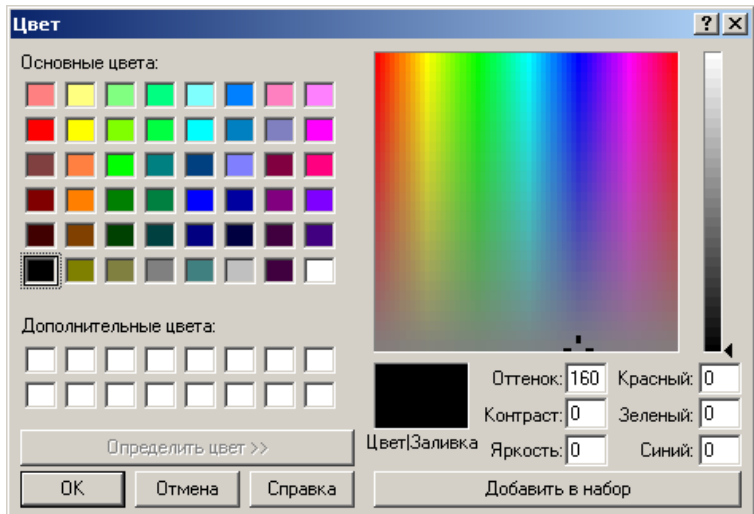 Цвет
Основные цвета:
Дополнительные цвета:
Определить цвет >>
ОК
Отмена
Справка
Цвет|Заливка
Оттенок: 160
Контраст: 0
Яркость: 0
Красный: 0
Зеленый: 0
Синий: 0
Добавить в набор